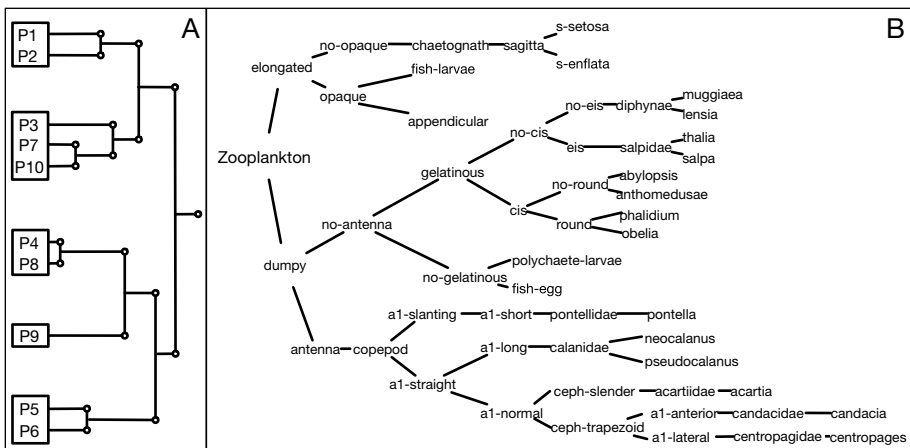 A
P1
P2
P3
P7
P10
P4
P8
P9
P5
P6
B
Zooplankton
elongated
no-opaque
chaetognath
sagitta
s-setosa
s-enflata
opaque
fish-larvae
appendicular
dumpy
no-antenna
gelatinous
no-cis
no-eis
diphynae
muggiaea
lensia
eis
salpidae
thalia
salpa
cis
no-round
abylopsis
anthomedusae
round
phalidium
obelia
no-gelatinous
polychaete-larvae
fish-egg
antenna
copepod
a1-slanting
a1-short
pontellidae
pontella
a1-straight
a1-long
calanidae
neocalanus
pseudocalanus
a1-normal
ceph-slender
acartiidae
acartia
ceph-trapezoid
a1-anterior
candacidae
candacia
a1-lateral
centropagidae
centropages